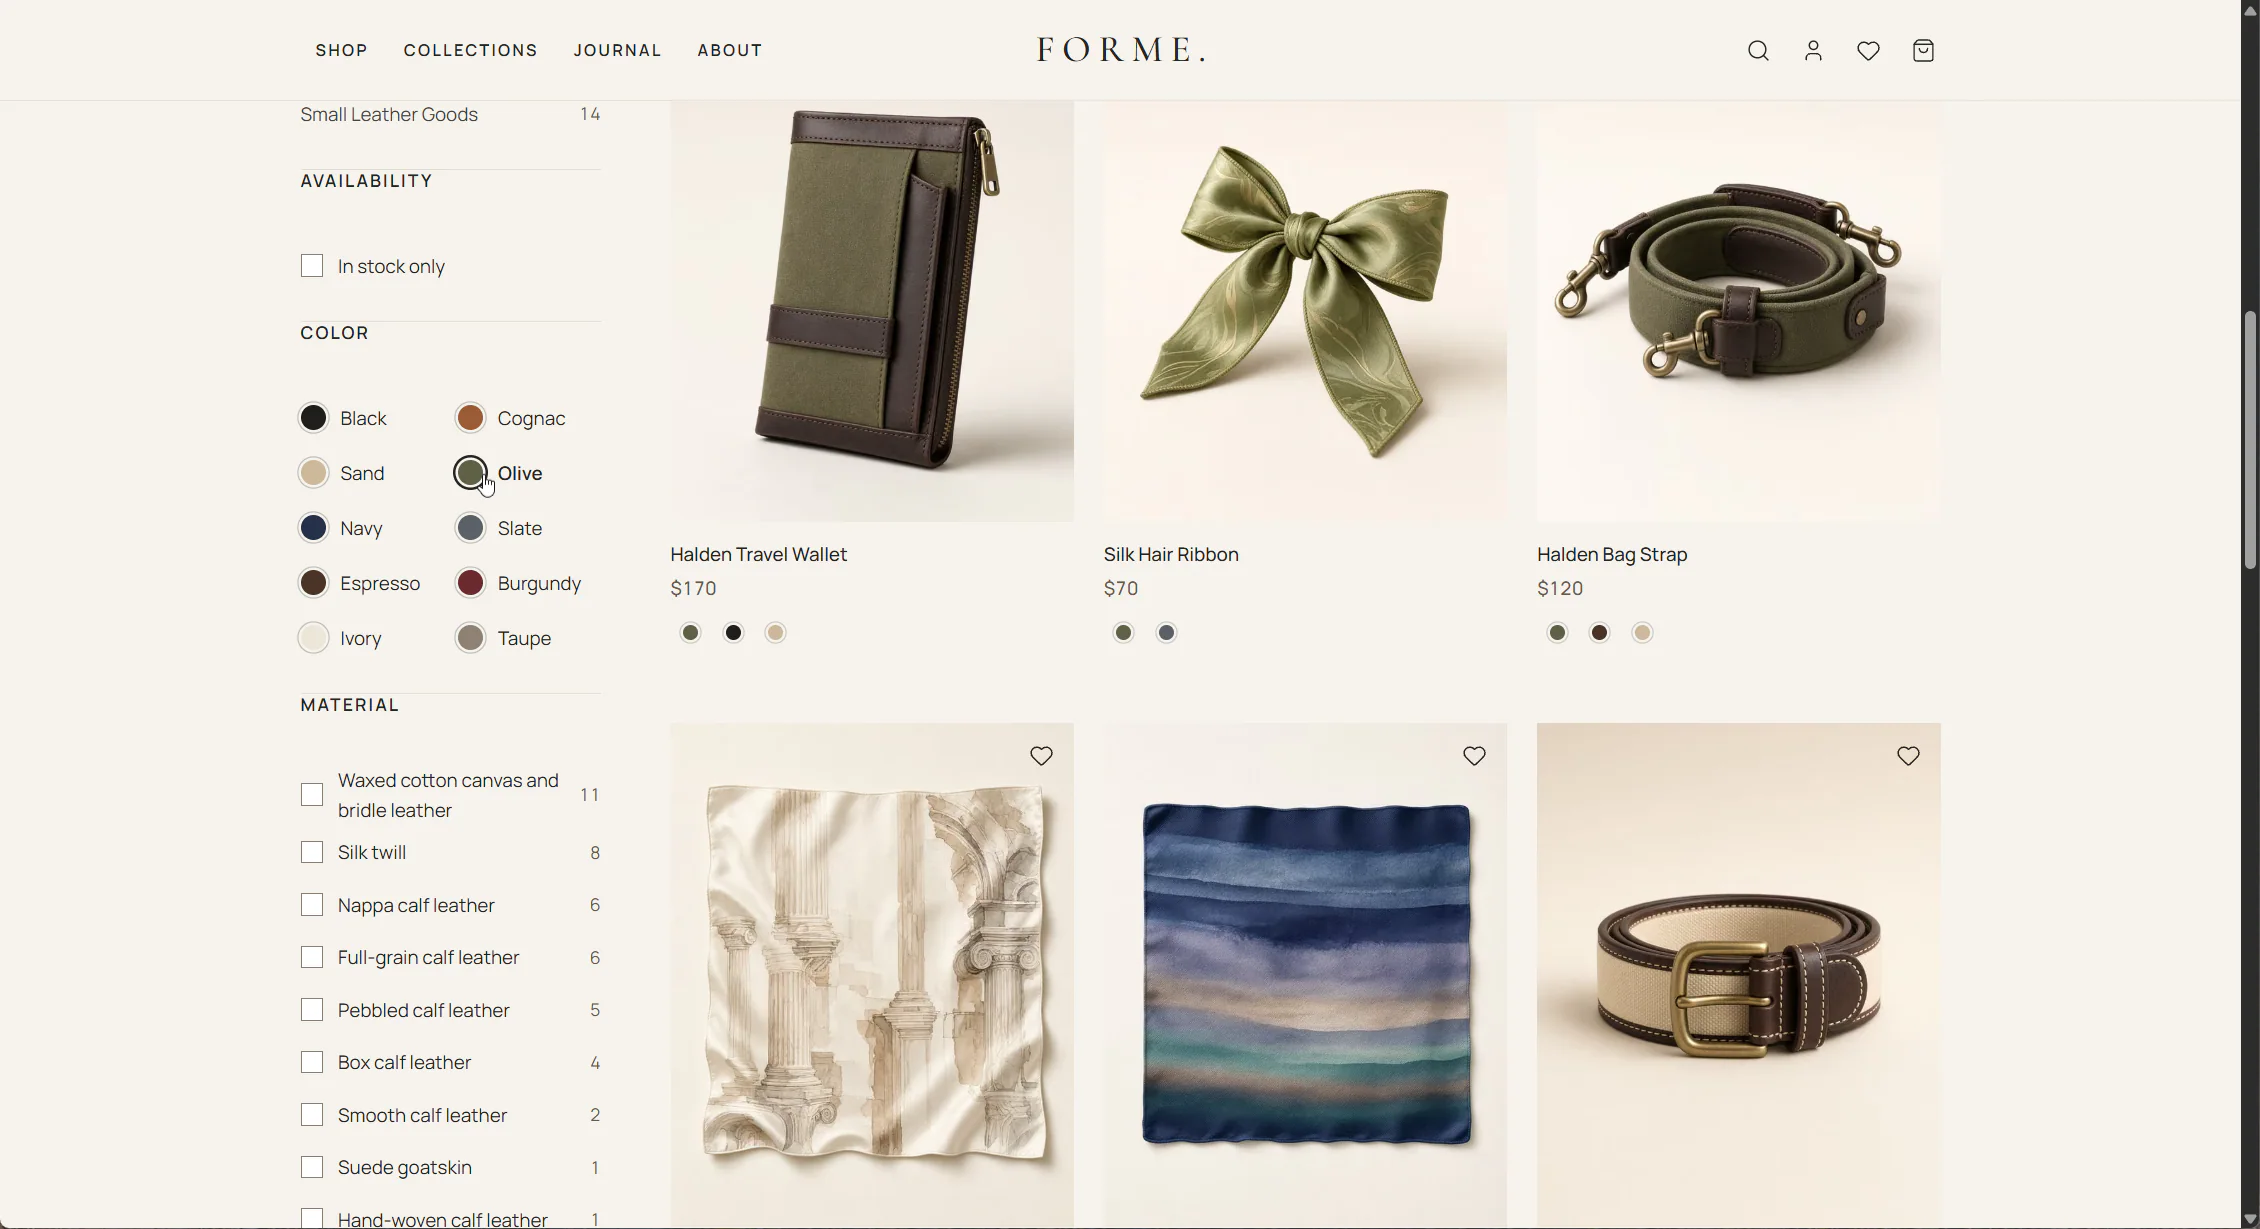 SHOP COLLECTIONS JOURNAL ABOUT
FORME.
Small Leather Goods 14
AVAILABILITY
In stock only
COLOR
Black Cognac
Sand Olive
Navy Slate
Espresso Burgundy
Ivory Taupe
MATERIAL
Waxed cotton canvas and
bridle leather 11
Silk twill 8
Nappa calf leather 6
Full-grain calf leather 6
Pebbled calf leather 5
Box calf leather 4
Smooth calf leather 2
Suede goatskin 1
Hand-woven calf leather 1
Halden Travel Wallet
$170
Silk Hair Ribbon
$70
Halden Bag Strap
$120